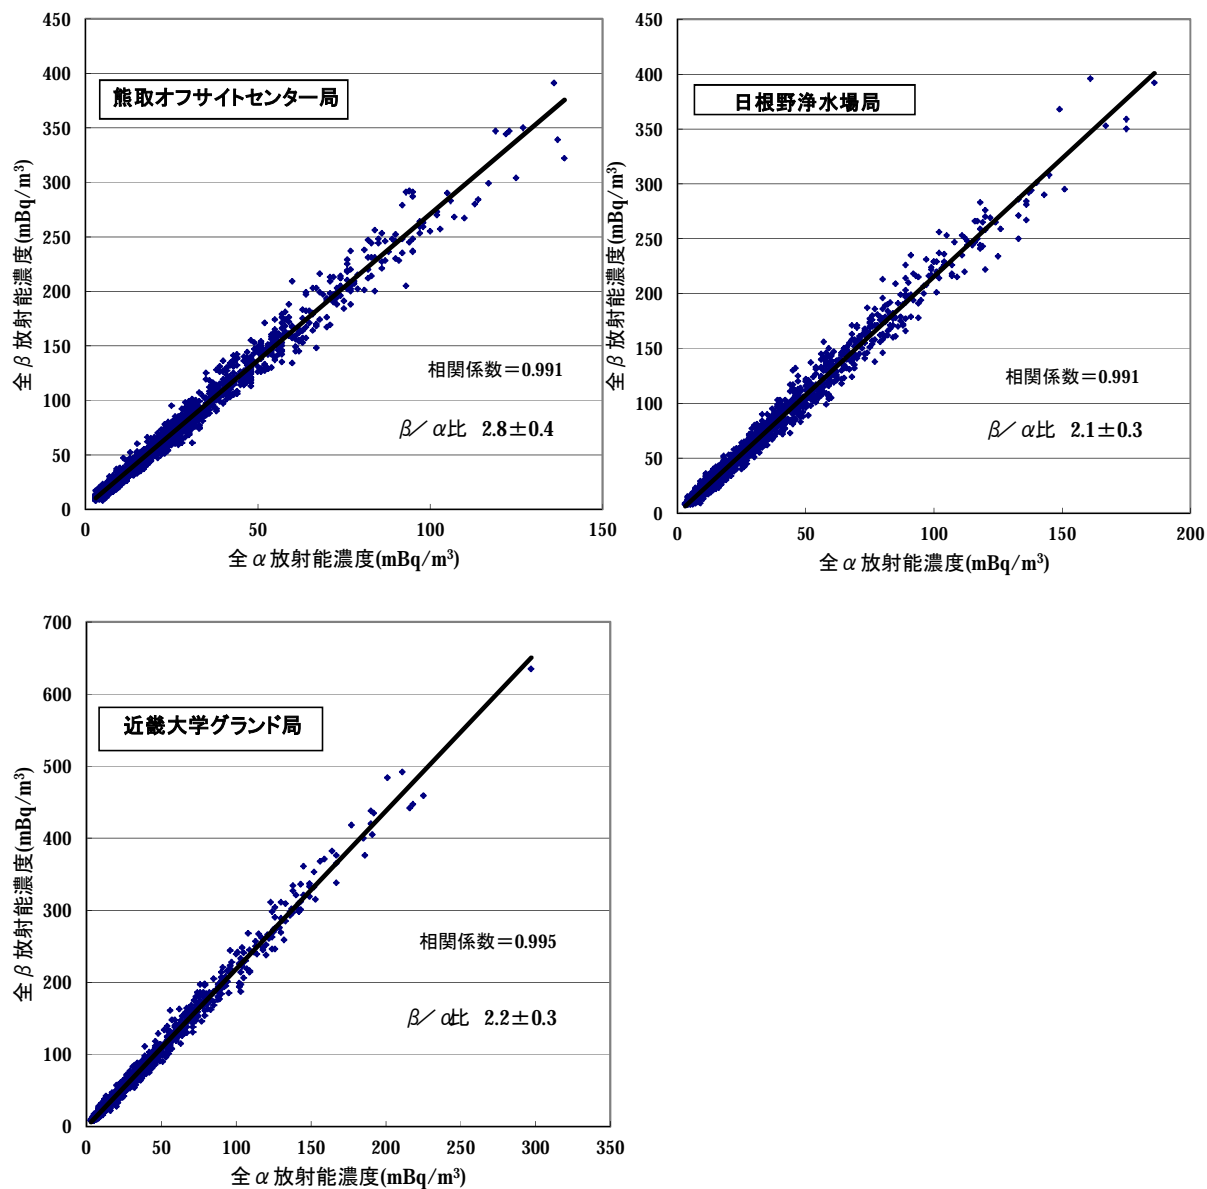 450
400
350
300
250
200
150
100
50
0
全β放射能濃度(mBq/m³)
熊取オフサイトセンター局
相関係数＝0.991
β／α比 2.8±0.4
0 50 100 150
全α放射能濃度(mBq/m³)
450
400
350
300
250
200
150
100
50
0
全β放射能濃度(mBq/m³)
日根野浄水場局
相関係数＝0.991
β／α比 2.1±0.3
0 50 100 150 200
全α放射能濃度(mBq/m³)
700
600
500
400
300
200
100
0
全β放射能濃度(mBq/m³)
近畿大学グランド局
相関係数＝0.995
β／α比 2.2±0.3
0 50 100 150 200 250 300 350
全α放射能濃度(mBq/m³)